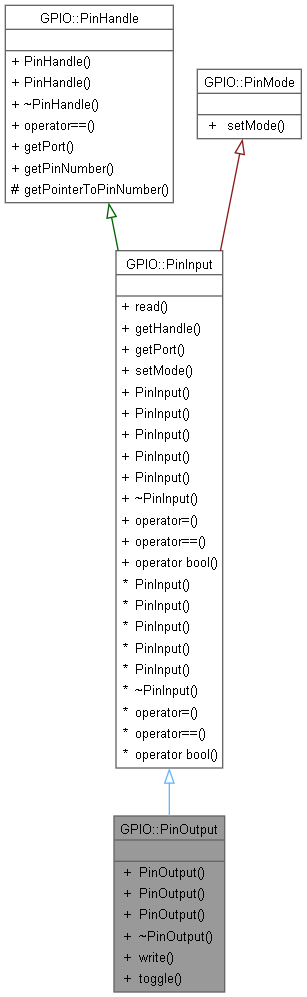 GPIO::PinHandle
+ PinHandle()
+ PinHandle()
+ ~PinHandle()
+ operator==()
+ getPort()
+ getPinNumber()
# getPointerToPinNumber()
GPIO::PinMode
+ setMode()
GPIO::PinInput
+ read()
+ getHandle()
+ getPort()
+ setMode()
+ PinInput()
+ PinInput()
+ PinInput()
+ PinInput()
+ PinInput()
+ ~PinInput()
+ operator=()
+ operator==()
+ operator bool()
* PinInput()
* PinInput()
* PinInput()
* PinInput()
* PinInput()
* ~PinInput()
* operator=()
* operator==()
* operator bool()
GPIO::PinOutput
+ PinOutput()
+ PinOutput()
+ PinOutput()
+ ~PinOutput()
+ write()
+ toggle()